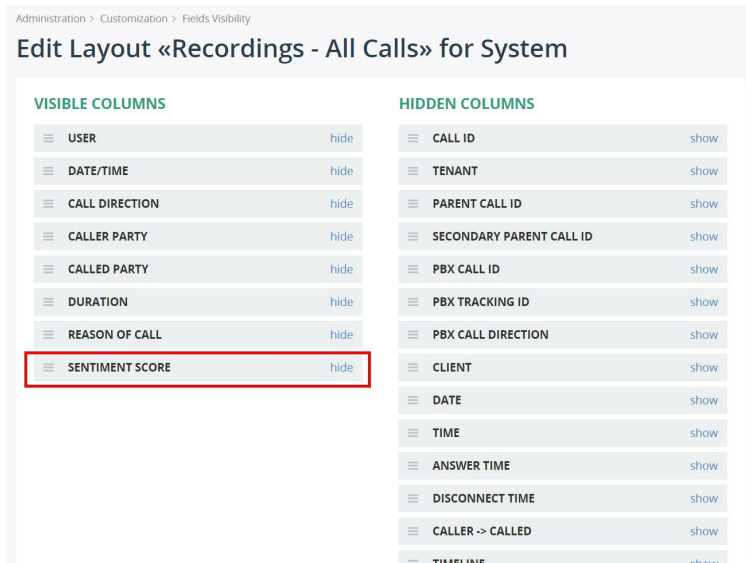 Administration > Customization > Fields Visibility
Edit Layout «Recordings - All Calls» for System
VISIBLE COLUMNS
USER hide
DATE/TIME hide
CALL DIRECTION hide
CALLER PARTY hide
CALLED PARTY hide
DURATION hide
REASON OF CALL hide
SENTIMENT SCORE hide
HIDDEN COLUMNS
CALL ID show
TENANT show
PARENT CALL ID show
SECONDARY PARENT CALL ID show
PBX CALL ID show
PBX TRACKING ID show
PBX CALL DIRECTION show
CLIENT show
DATE show
TIME show
ANSWER TIME show
DISCONNECT TIME show
CALLER -> CALLED show
TIMELINE show